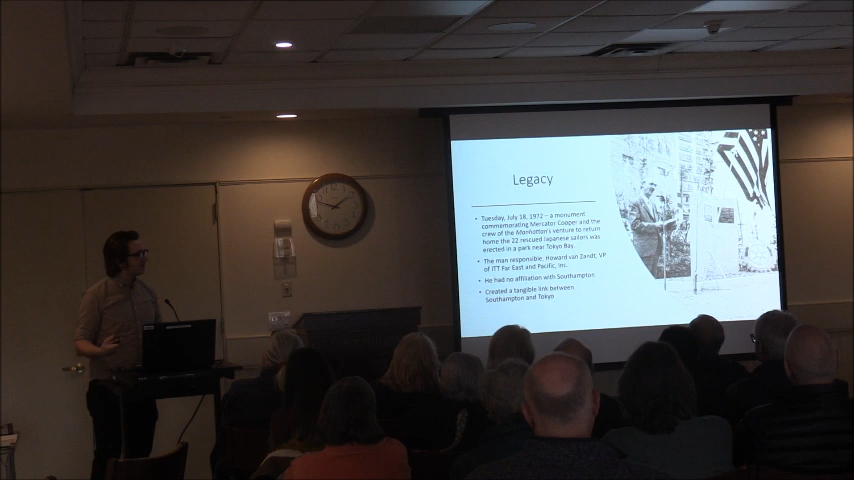 Legacy
• Tuesday, July 18, 1972 – a monument
commemorating Mercator Cooper and the
crew of the Manhattan's venture to return
home the 22 rescued Japanese sailors was
erected in a park near Tokyo Bay.
• The man responsible, Howard van Zandt, VP
of ITT Far East and Pacific, Inc.
• He had no affiliation with Southampton
• Created a tangible link between
Southampton and Tokyo